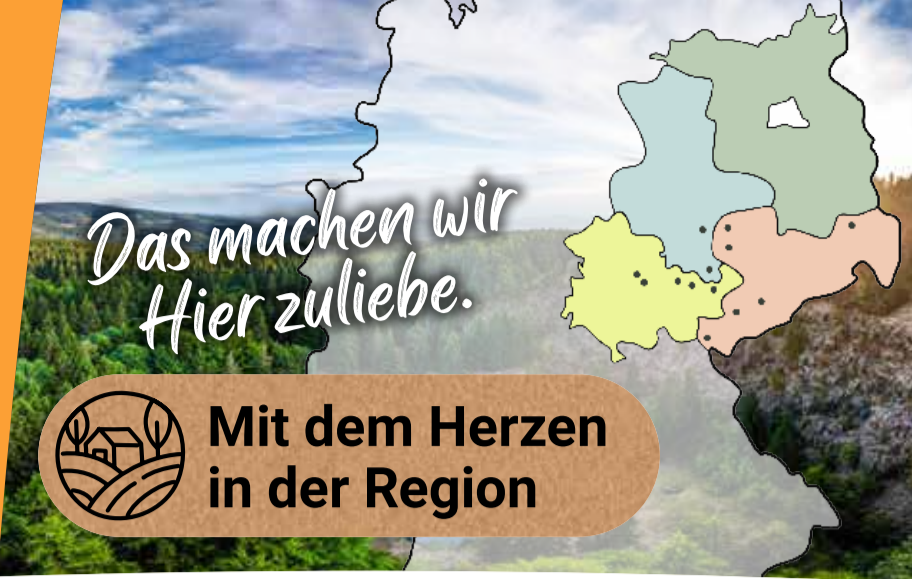 Das machen wir
Hier zuliebe.
Mit dem Herzen
in der Region